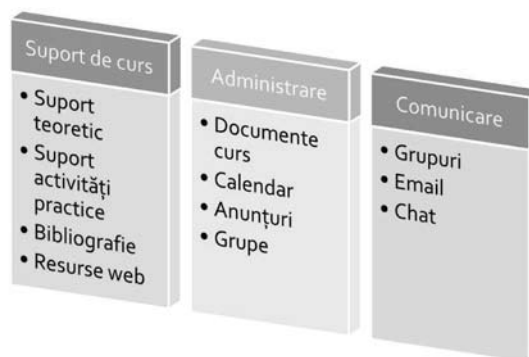 Suport de curs
• Suport
teoretic
• Suport
activități
practice
• Bibliografie
• Resurse web
Administrare
• Documente
curs
• Calendar
• Anunțuri
• Grupe
Comunicare
• Grupuri
• Email
• Chat